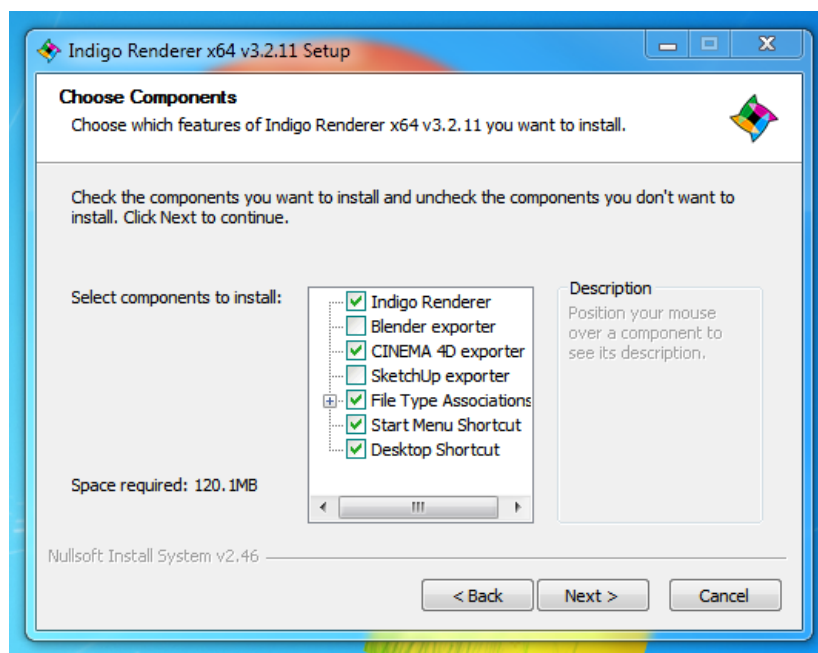 Indigo Renderer x64 v3.2.11 Setup
Choose Components
Choose which features of Indigo Renderer x64 v3.2.11 you want to install.
Check the components you want to install and uncheck the components you don't want to
install. Click Next to continue.
Select components to install:
Indigo Renderer
Blender exporter
CINEMA 4D exporter
SketchUp exporter
File Type Associations
Start Menu Shortcut
Desktop Shortcut
Description
Position your mouse
over a component to
see its description.
Space required: 120.1MB
Nullsoft Install System v2.46
< Back
Next >
Cancel